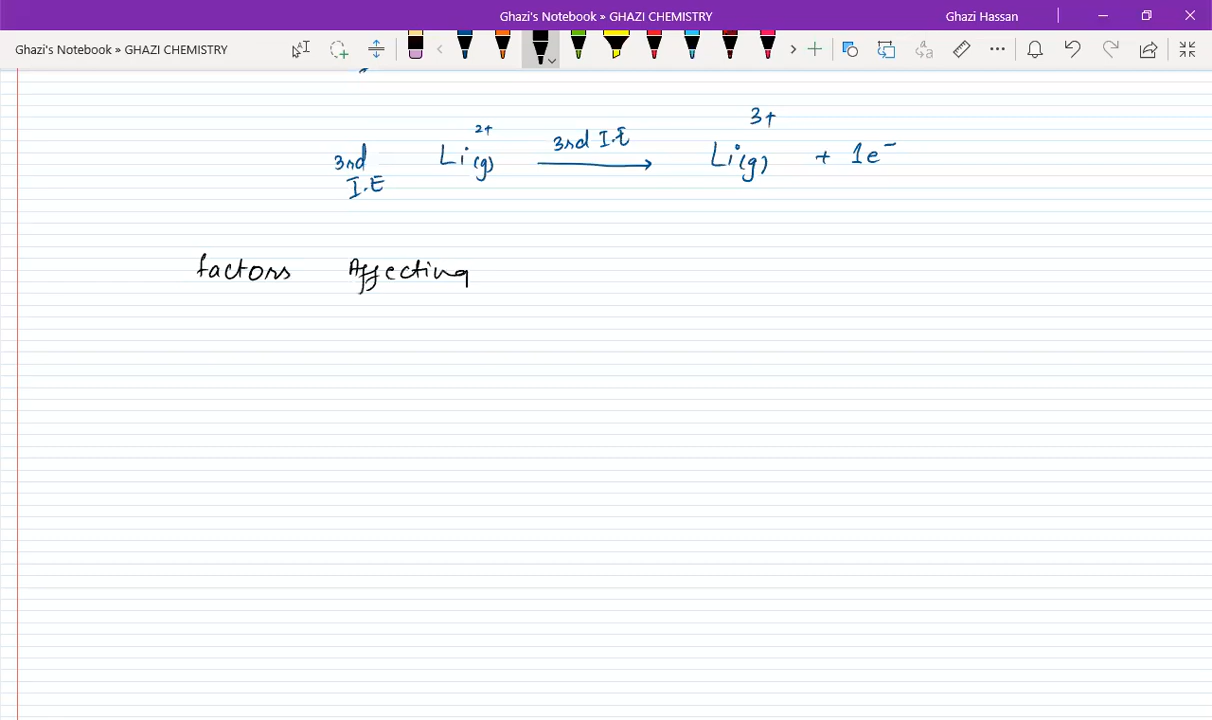 Ghazi's Notebook » GHAZI CHEMISTRY
Ghazi Hassan
Ghazi's Notebook » GHAZI CHEMISTRY
3rd I.E Li²⁺(g) 3rd I.E → Li³⁺(g) + 1e⁻
factors Affecting